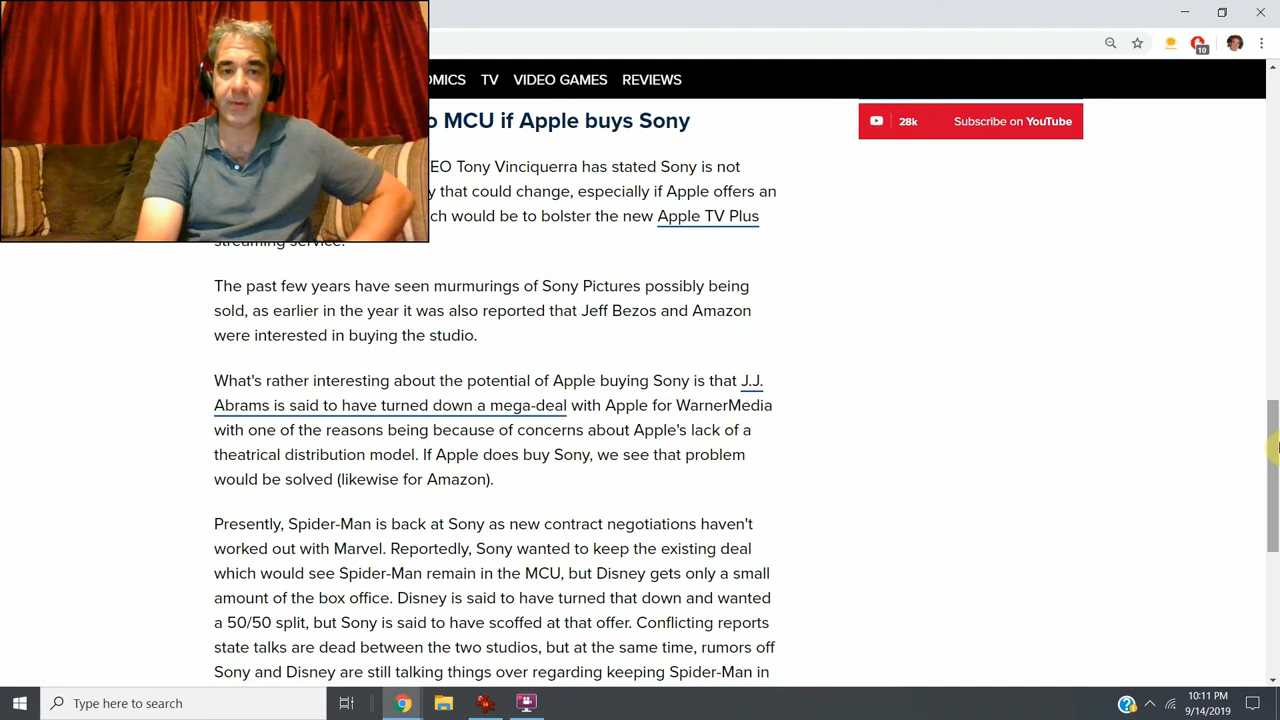 OMICS TV VIDEO GAMES REVIEWS
o MCU if Apple buys Sony
28k Subscribe on YouTube
EO Tony Vinciquerra has stated Sony is not
y that could change, especially if Apple offers an
ch would be to bolster the new Apple TV Plus
streaming service.
The past few years have seen murmurings of Sony Pictures possibly being
sold, as earlier in the year it was also reported that Jeff Bezos and Amazon
were interested in buying the studio.
What's rather interesting about the potential of Apple buying Sony is that J.J.
Abrams is said to have turned down a mega-deal with Apple for WarnerMedia
with one of the reasons being because of concerns about Apple's lack of a
theatrical distribution model. If Apple does buy Sony, we see that problem
would be solved (likewise for Amazon).
Presently, Spider-Man is back at Sony as new contract negotiations haven't
worked out with Marvel. Reportedly, Sony wanted to keep the existing deal
which would see Spider-Man remain in the MCU, but Disney gets only a small
amount of the box office. Disney is said to have turned that down and wanted
a 50/50 split, but Sony is said to have scoffed at that offer. Conflicting reports
state talks are dead between the two studios, but at the same time, rumors off
Sony and Disney are still talking things over regarding keeping Spider-Man in
Type here to search
10:11 PM
9/14/2019
10